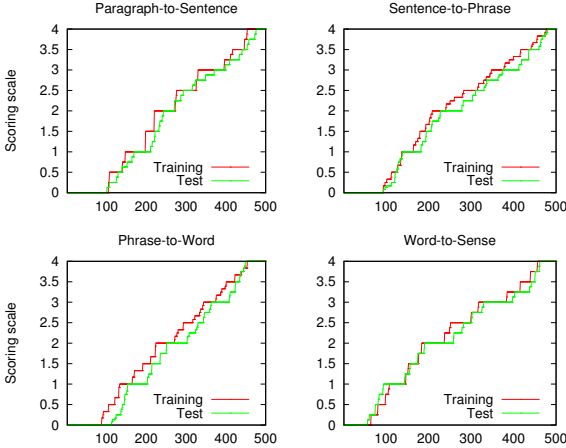 Paragraph-to-Sentence
Sentence-to-Phrase
Scoring scale
4
3.5
3
2.5
2
1.5
1
0.5
0
100 200 300 400 500
Training
Test
4
3.5
3
2.5
2
1.5
1
0.5
0
100 200 300 400 500
Training
Test
Phrase-to-Word
Word-to-Sense
Scoring scale
4
3.5
3
2.5
2
1.5
1
0.5
0
100 200 300 400 500
Training
Test
4
3.5
3
2.5
2
1.5
1
0.5
0
100 200 300 400 500
Training
Test